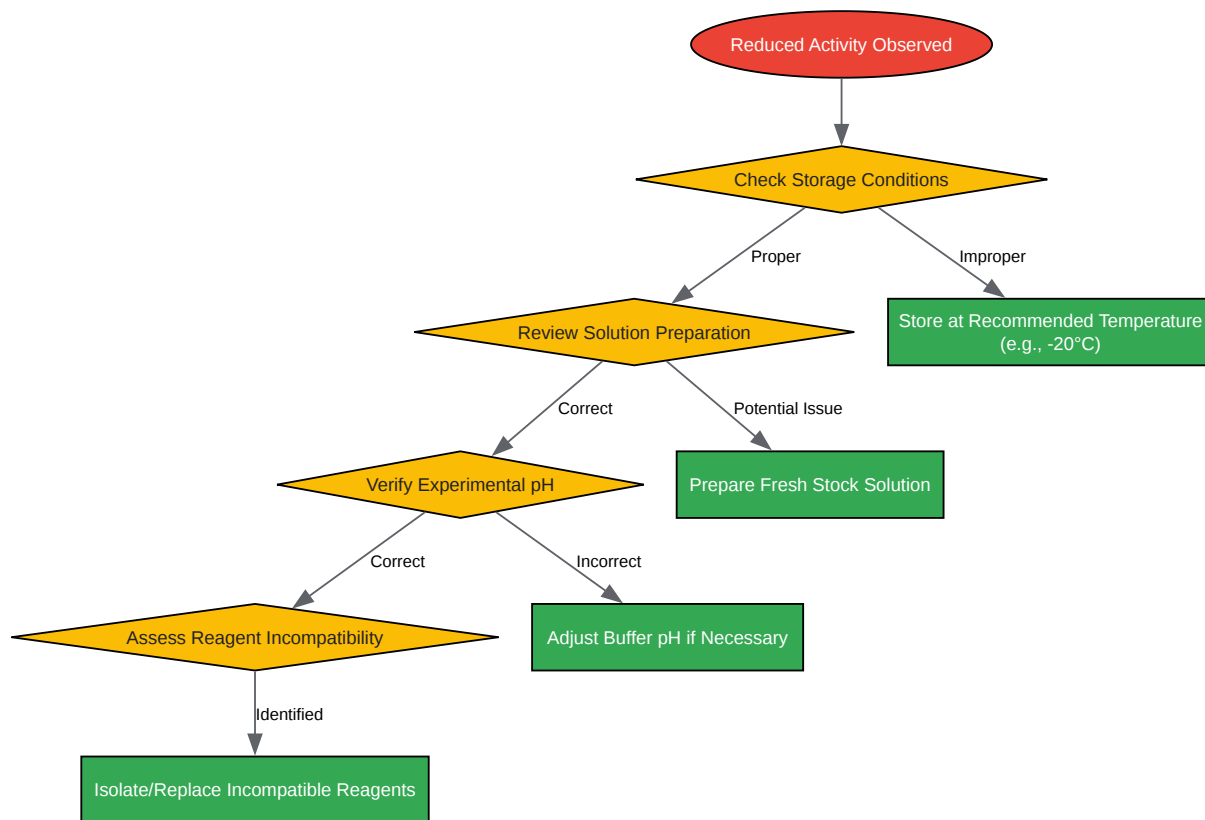 Reduced Activity Observed
Check Storage Conditions
Proper
Improper
Review Solution Preparation
Store at Recommended Temperature
(e.g., -20°C)
Correct
Potential Issue
Verify Experimental pH
Prepare Fresh Stock Solution
Correct
Incorrect
Assess Reagent Incompatibility
Adjust Buffer pH if Necessary
Identified
Isolate/Replace Incompatible Reagents